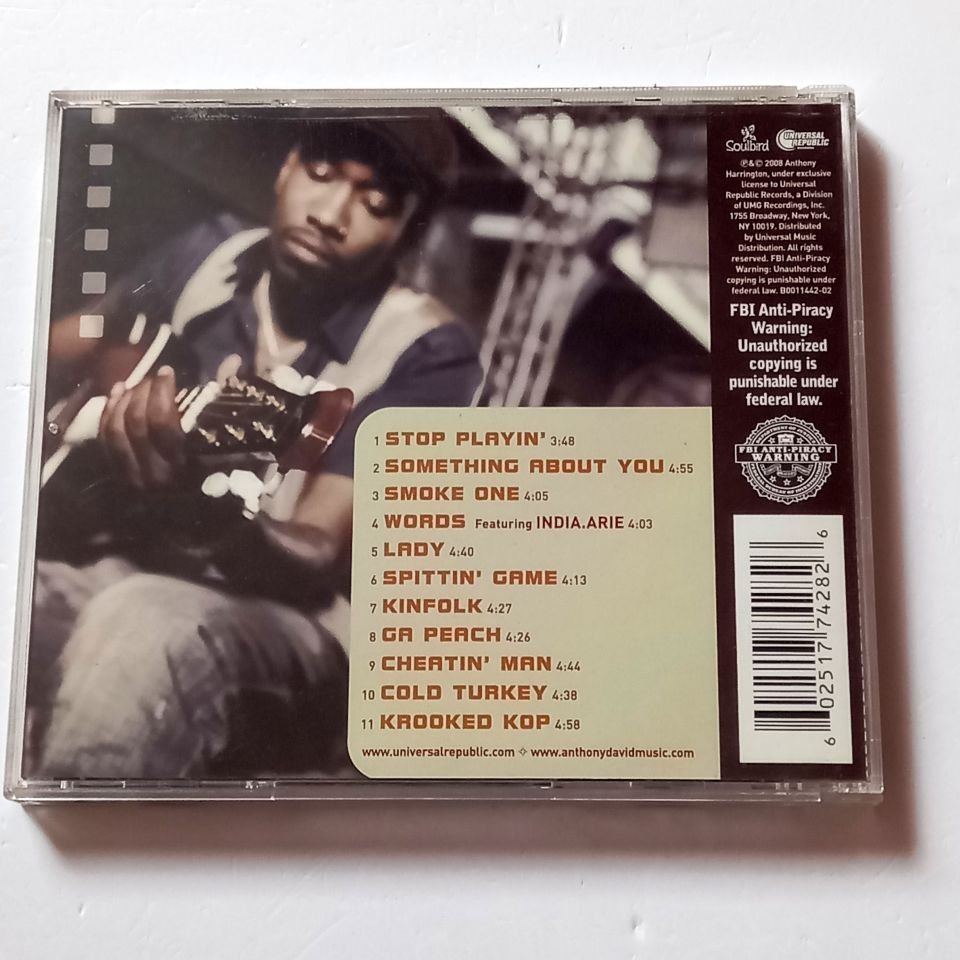 Soulbird
UNIVERSAL
REPUBLIC
℗&© 2008 Anthony
Harrington, under exclusive
license to Universal
Republic Records, a Division
of UMG Recordings, Inc.
1755 Broadway, New York,
NY 10019. Distributed
by Universal Music
Distribution. All rights
reserved. FBI Anti-Piracy
Warning: Unauthorized
copying is punishable under
federal law. B0011442-02
FBI Anti-Piracy
Warning:
Unauthorized
copying is
punishable under
federal law.
FBI ANTI-PIRACY
WARNING
6 02517 74282 6
1 STOP PLAYIN' 3:48
2 SOMETHING ABOUT YOU 4:55
3 SMOKE ONE 4:05
4 WORDS Featuring INDIA.ARIE 4:03
5 LADY 4:40
6 SPITTIN' GAME 4:13
7 KINFOLK 4:27
8 GA PEACH 4:26
9 CHEATIN' MAN 4:44
10 COLD TURKEY 4:38
11 KROOKED KOP 4:58
www.universalrepublic.com ✧ www.anthonydavidmusic.com